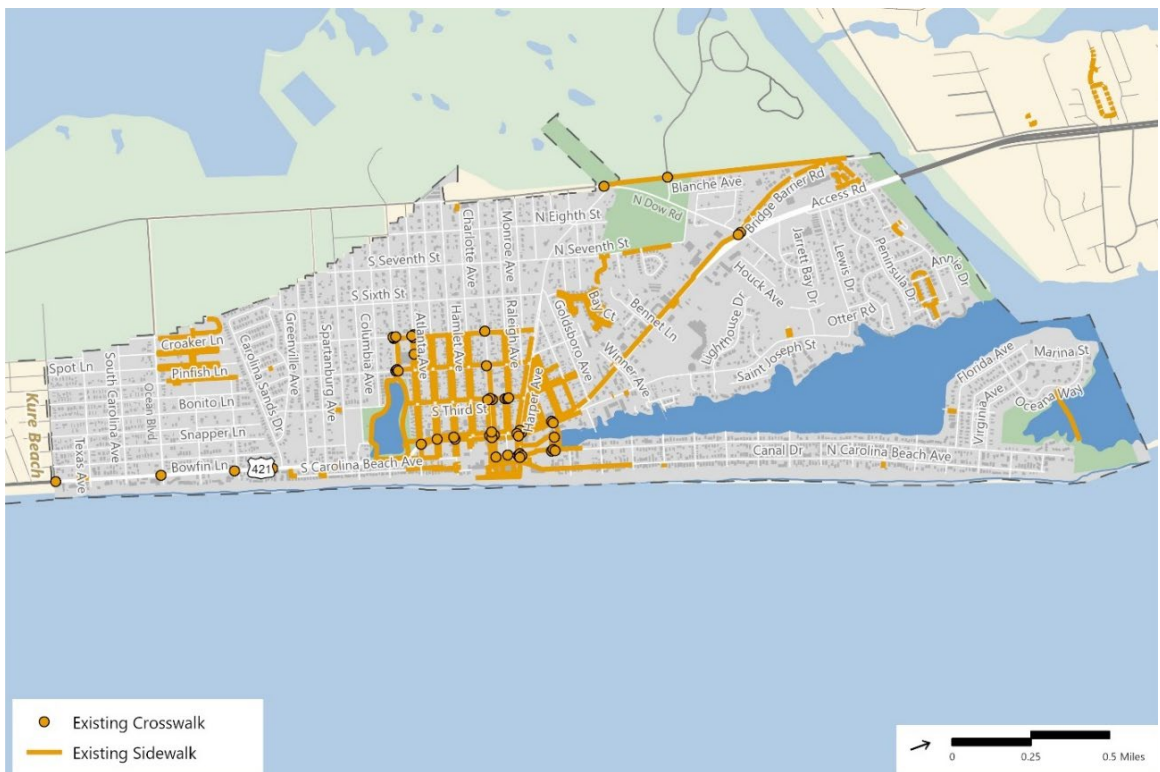 Blanche Ave
Bridge Barrier Rd
Access Rd
N Dow Rd
N Eighth St
N Seventh St
Charlotte Ave
Monroe Ave
S Seventh St
S Sixth St
Jarrett Bay Dr
Lewis Dr
Peninsula Dr
Annie Dr
Houck Ave
Otter Rd
Bay Ct
Bennet Ln
Lighthouse Dr
Goldsboro Ave
Winner Ave
Saint Joseph St
Croaker Ln
Carolina Sands Dr
Greenville Ave
Spartanburg Ave
Columbia Ave
Atlanta Ave
Hamlet Ave
Raleigh Ave
Harper Ave
Florida Ave
Marina St
Oceana Way
Virginia Ave
Spot Ln
Pinfish Ln
South Carolina Ave
Ocean Blvd
Bonito Ln
S Third St
Kure Beach
Snapper Ln
Texas Ave
Bowfin Ln
421
S Carolina Beach Ave
Canal Dr
N Carolina Beach Ave
Existing Crosswalk
Existing Sidewalk
0
0.25
0.5 Miles